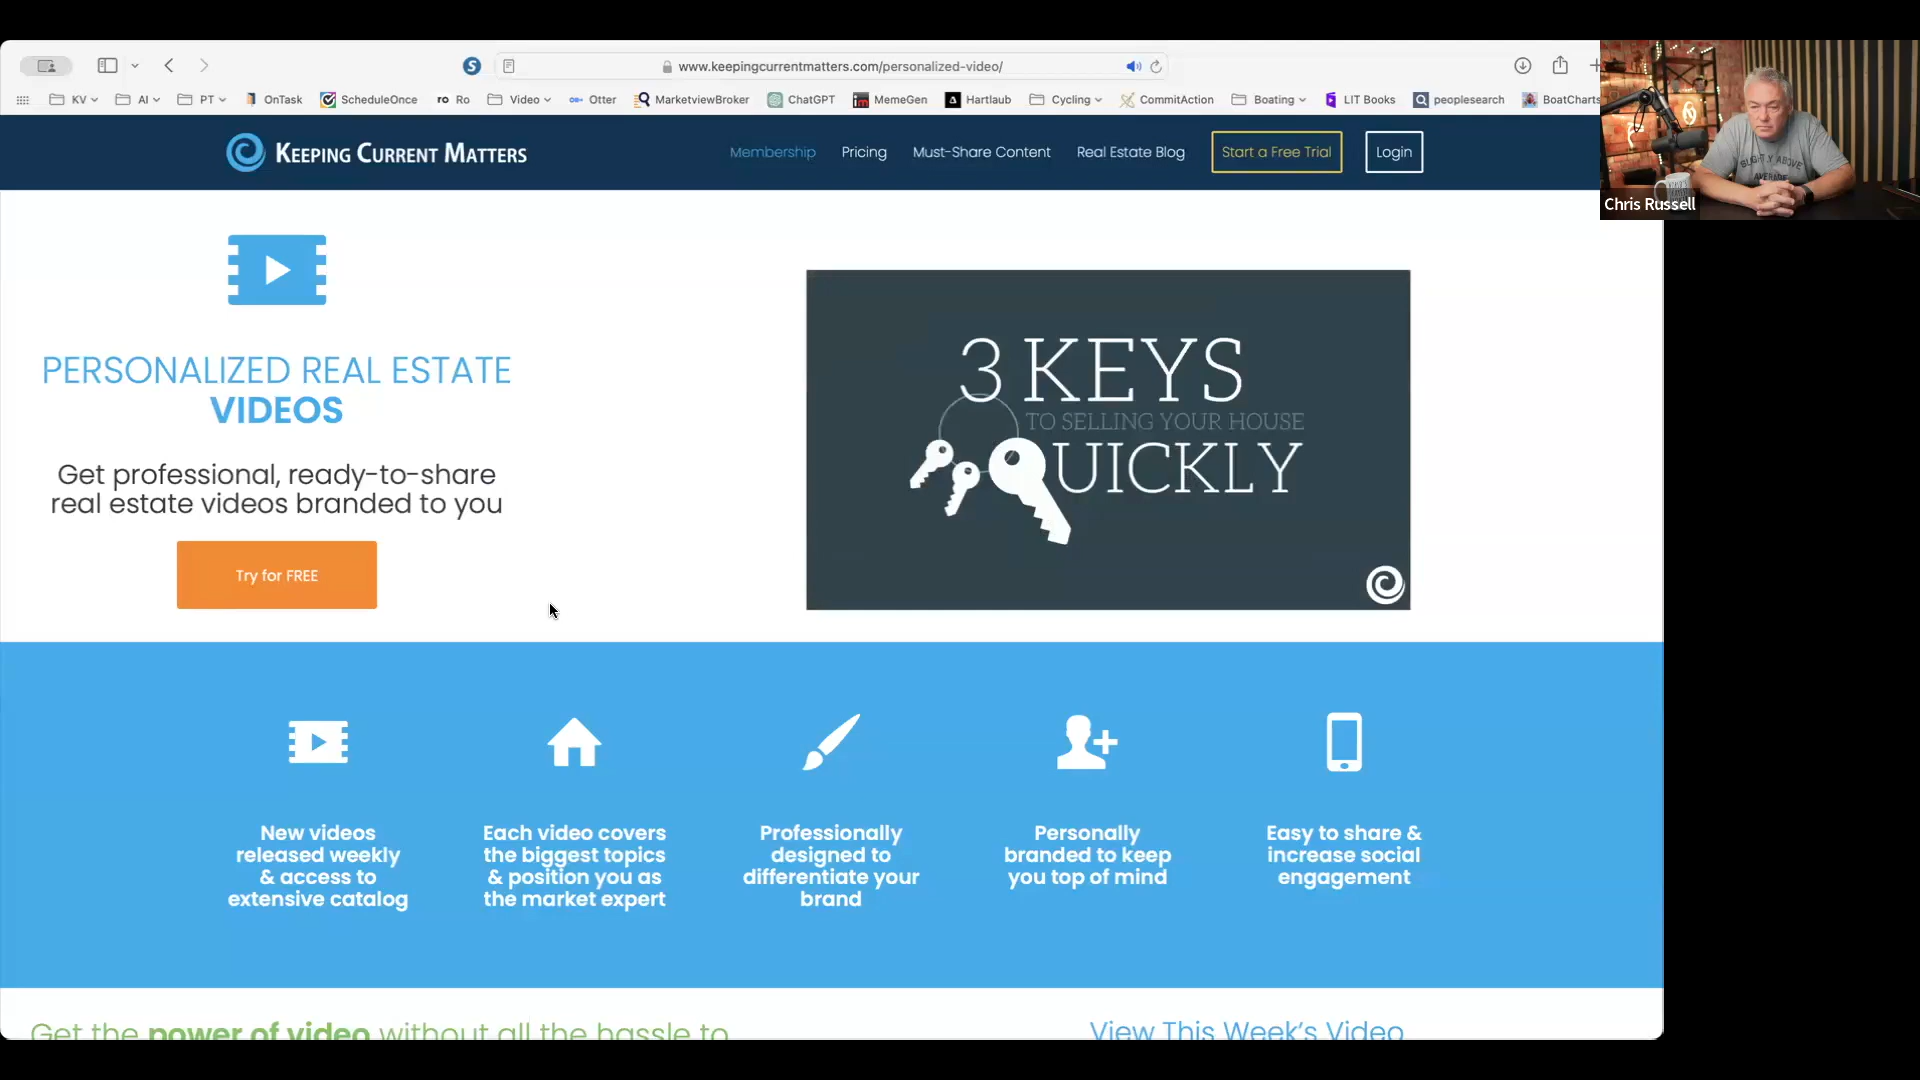 www.keepingcurrentmatters.com/personalized-video/
KV AI PT OnTask ScheduleOnce ro Ro Video Otter MarketviewBroker ChatGPT im MemeGen Hartlaub Cycling CommitAction Boating LIT Books peoplesearch BoatCharts
KEEPING CURRENT MATTERS
Membership Pricing Must-Share Content Real Estate Blog Start a Free Trial Login
SLIGHTLY ABOVE
AVERAGE
Chris Russell
PERSONALIZED REAL ESTATE
VIDEOS
Get professional, ready-to-share
real estate videos branded to you
Try for FREE
3 KEYS
TO SELLING YOUR HOUSE
QUICKLY
New videos
released weekly
& access to
extensive catalog
Each video covers
the biggest topics
& position you as
the market expert
Professionally
designed to
differentiate your
brand
Personally
branded to keep
you top of mind
Easy to share &
increase social
engagement
Get the power of video without all the hassle to
View This Week's Video